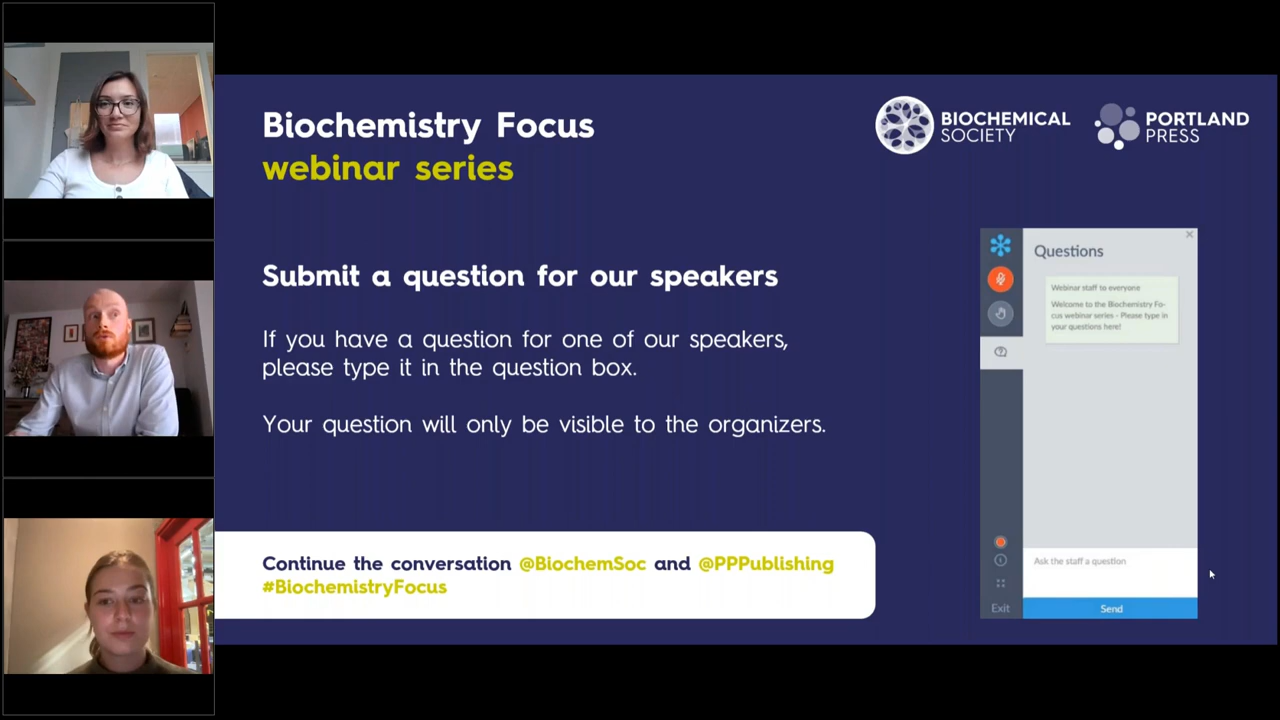 Biochemistry Focus
webinar series
BIOCHEMICAL
SOCIETY
PORTLAND
PRESS
Submit a question for our speakers
If you have a question for one of our speakers,
please type it in the question box.
Your question will only be visible to the organizers.
Continue the conversation @BiochemSoc and @PPPublishing
#BiochemistryFocus
Questions
Webinar staff to everyone
Welcome to the Biochemistry Fo-
cus webinar series - Please type in
your questions here!
Ask the staff a question
Exit
Send